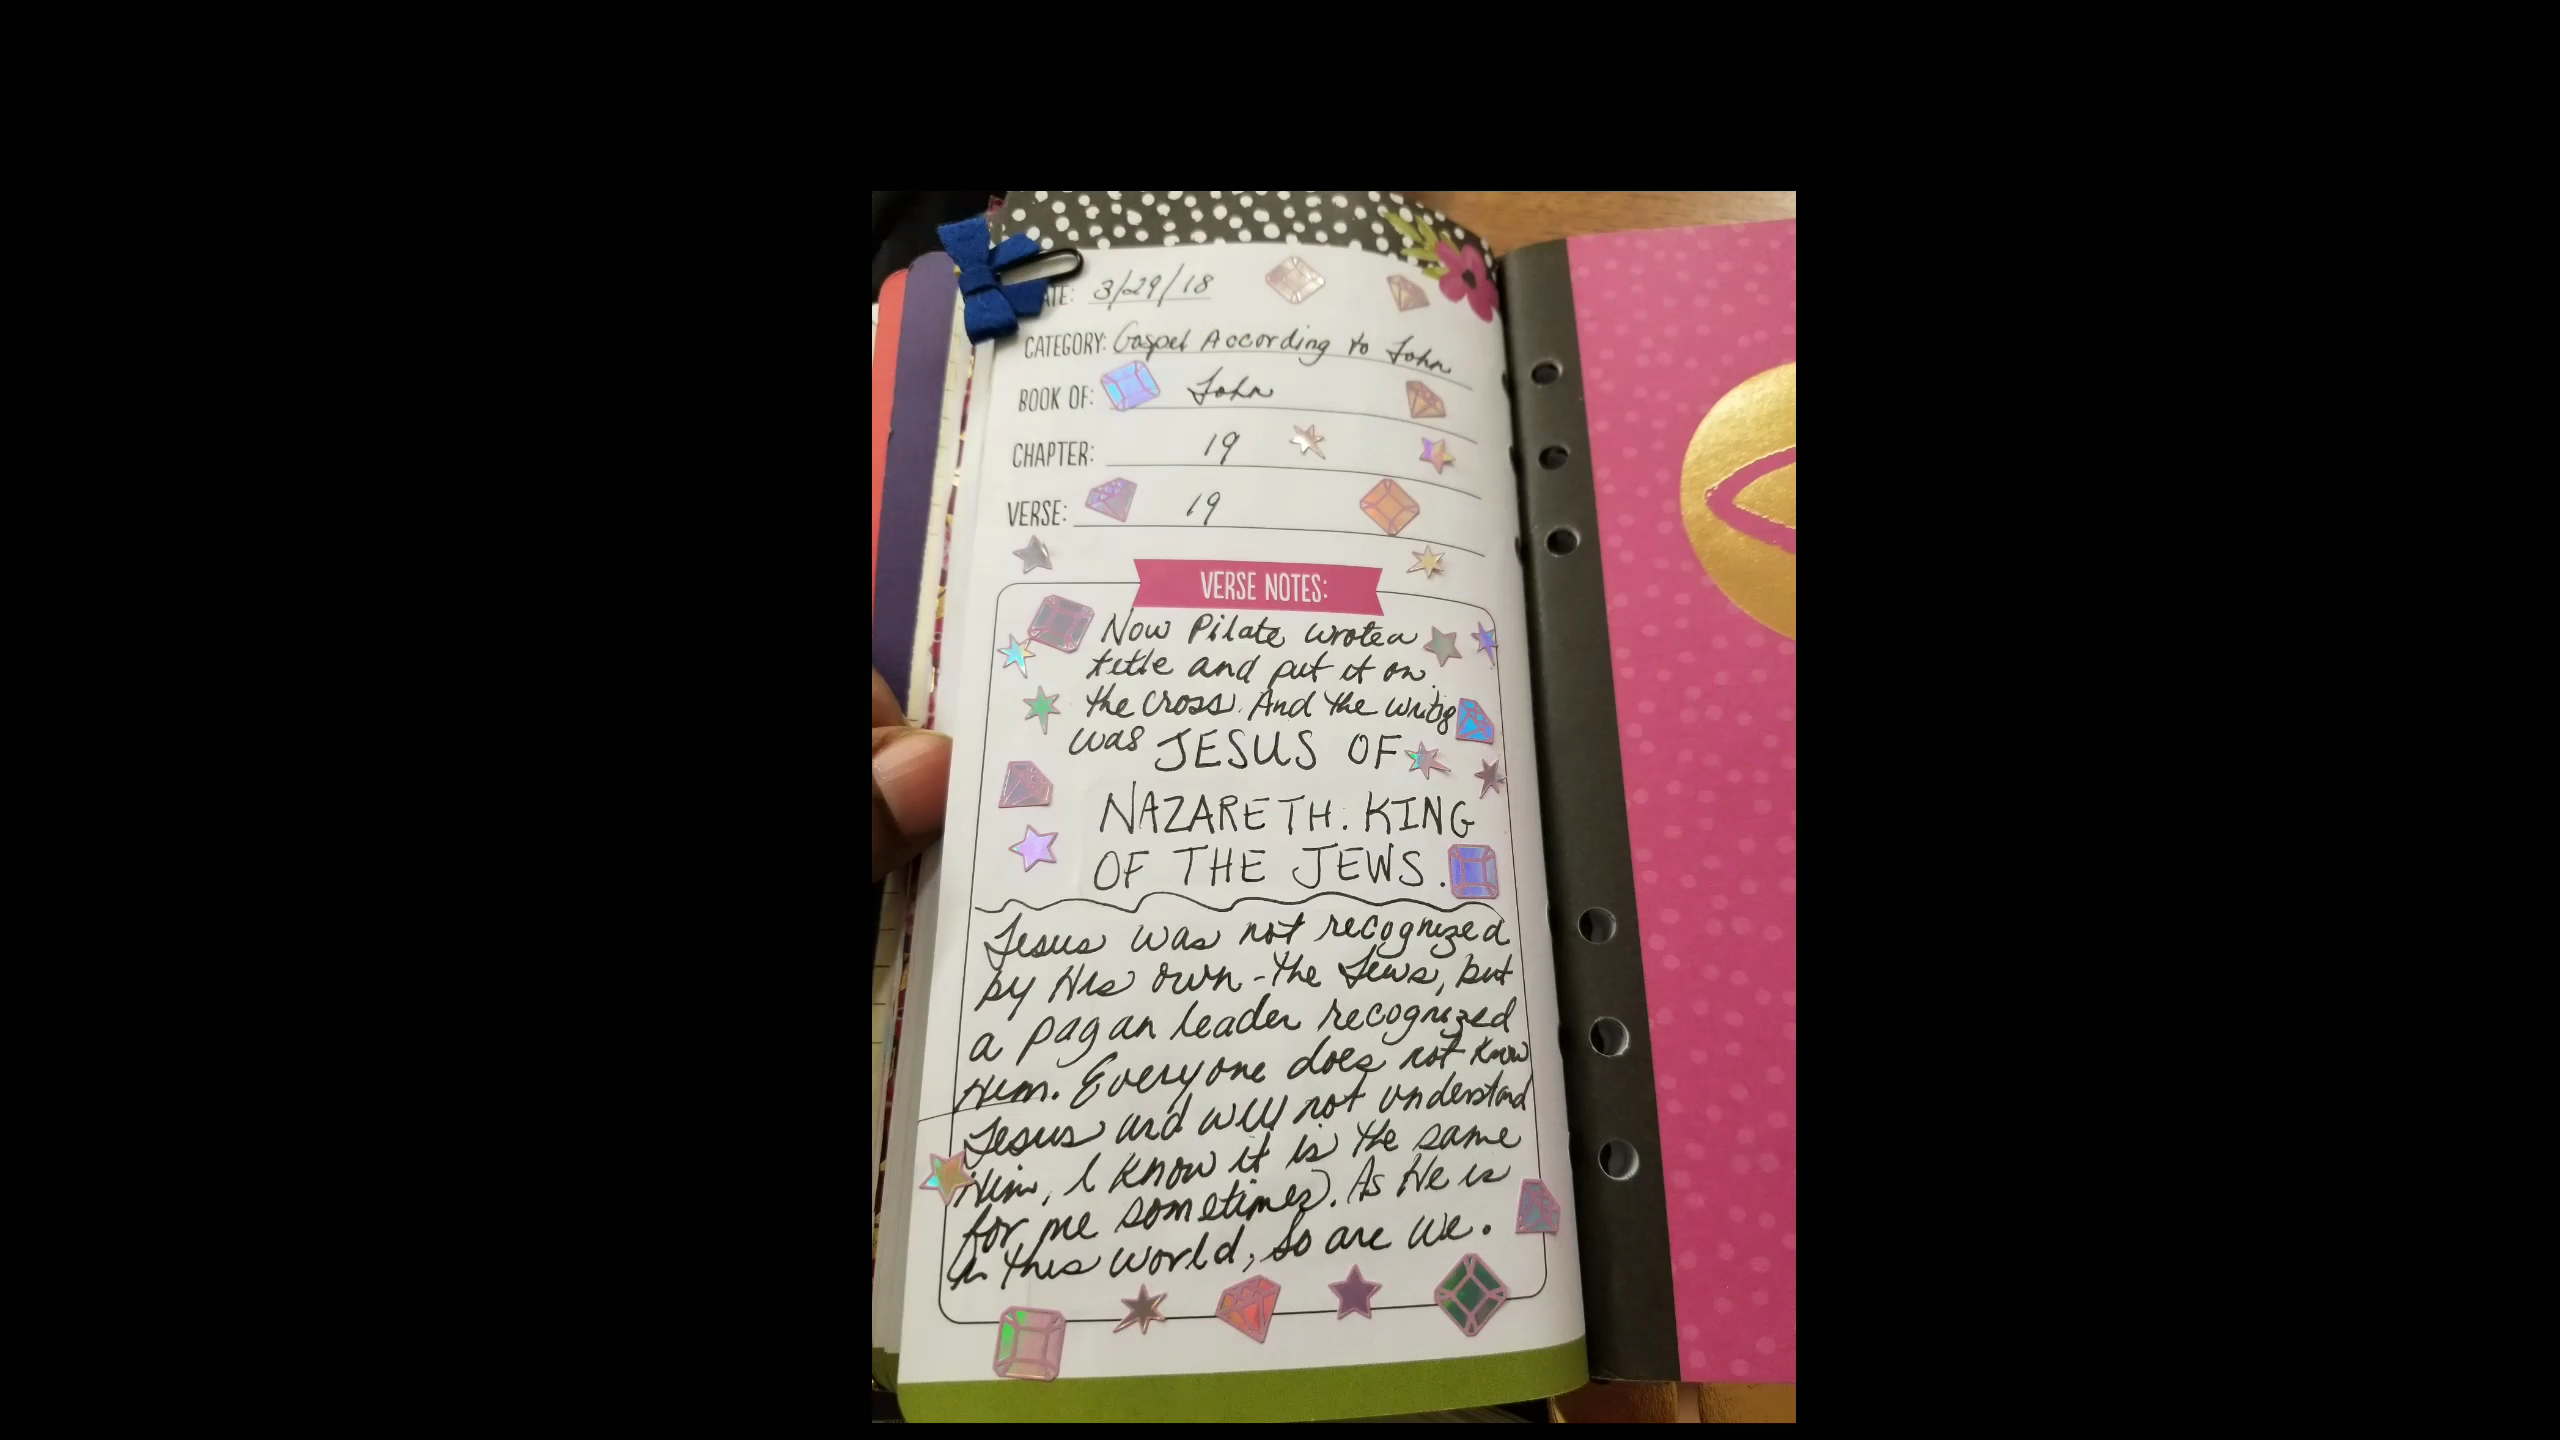 ATE: 3/29/18
CATEGORY: Gospel According to John
BOOK OF: John
CHAPTER: 19
VERSE: 19
VERSE NOTES:
Now Pilate wrote a
title and put it on
the cross. And the writg
was JESUS OF
NAZARETH. KING
OF THE JEWS.
Jesus was not recognized
by His own - the Jews, but
a pagan leader recognized
Him. Everyone does not know
Jesus and will not understand
Him, I know it is the same
for me sometimes. As He is
in this world, so are we.